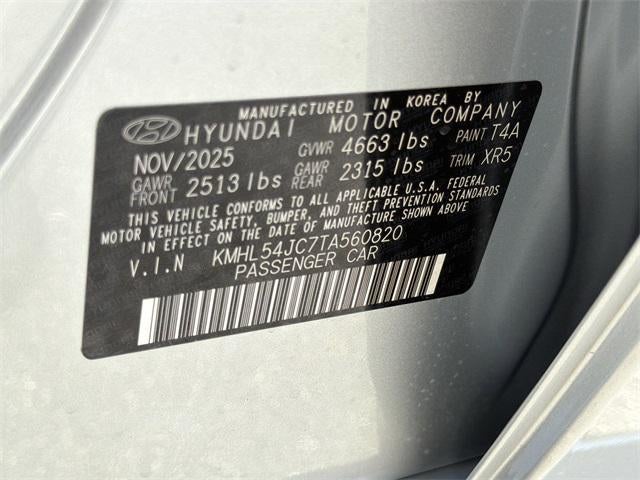 MANUFACTURED IN KOREA BY
HYUNDAI MOTOR COMPANY
NOV/2025 GVWR 4663 lbs PAINT T4A
GAWR FRONT 2513 lbs GAWR REAR 2315 lbs TRIM XR5
THIS VEHICLE CONFORMS TO ALL APPLICABLE U.S.A. FEDERAL
MOTOR VEHICLE SAFETY, BUMPER, AND THEFT PREVENTION STANDARDS
IN EFFECT ON THE DATE OF MANUFACTURE SHOWN ABOVE
V.I.N KMHL54JC7TA560820
PASSENGER CAR